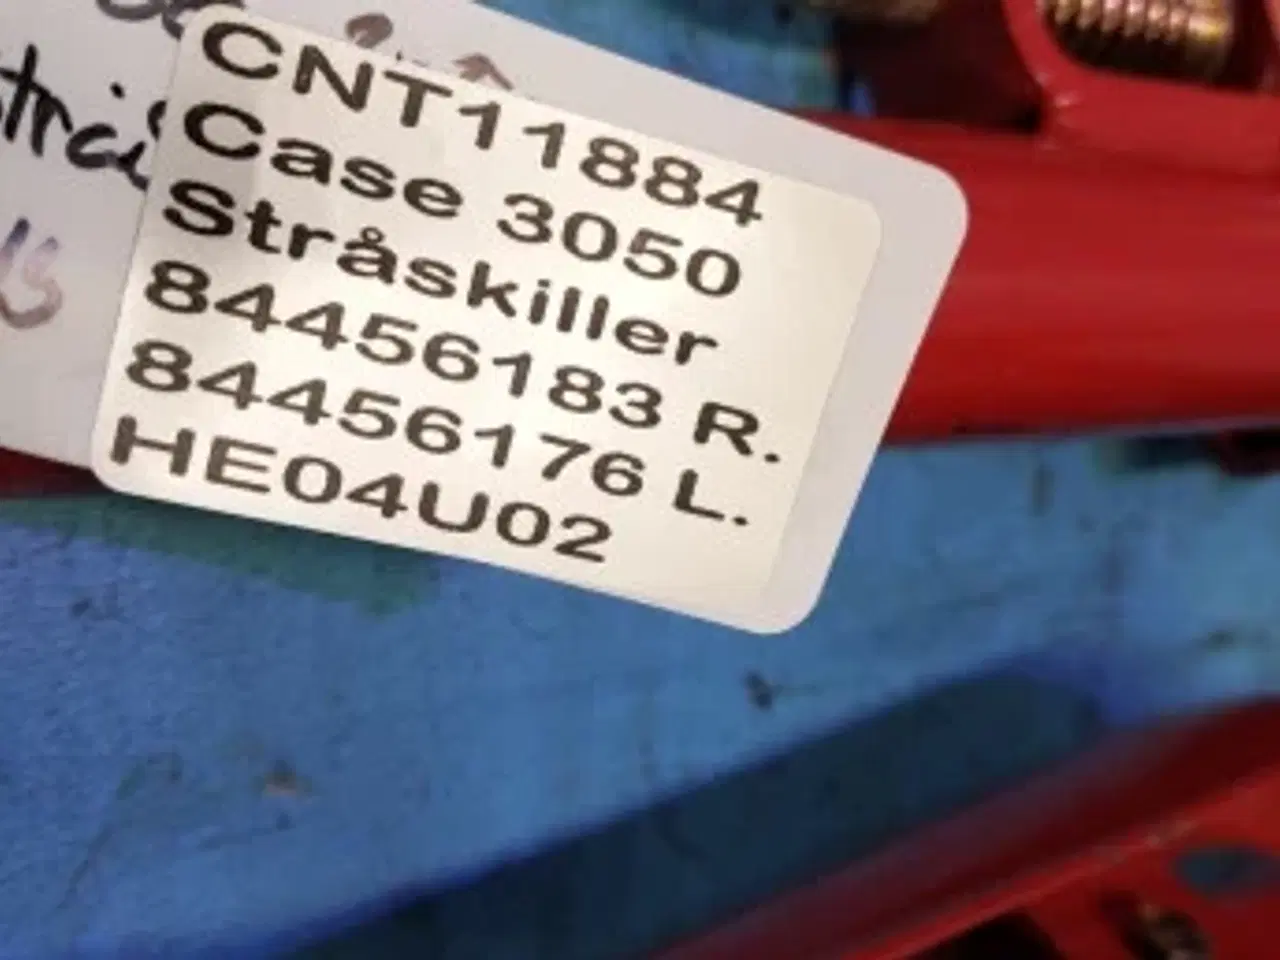 CNT11884
Case 3050
Stråskiller
84456183 R.
84456176 L.
HE04U02